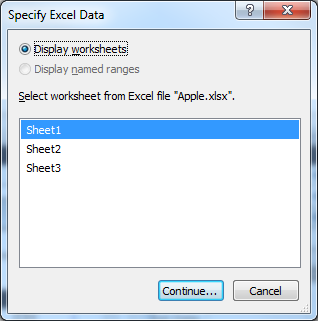 Specify Excel Data
?
Display worksheets
Display named ranges
Select worksheet from Excel file "Apple.xlsx".
Sheet1
Sheet2
Sheet3
Continue... Cancel